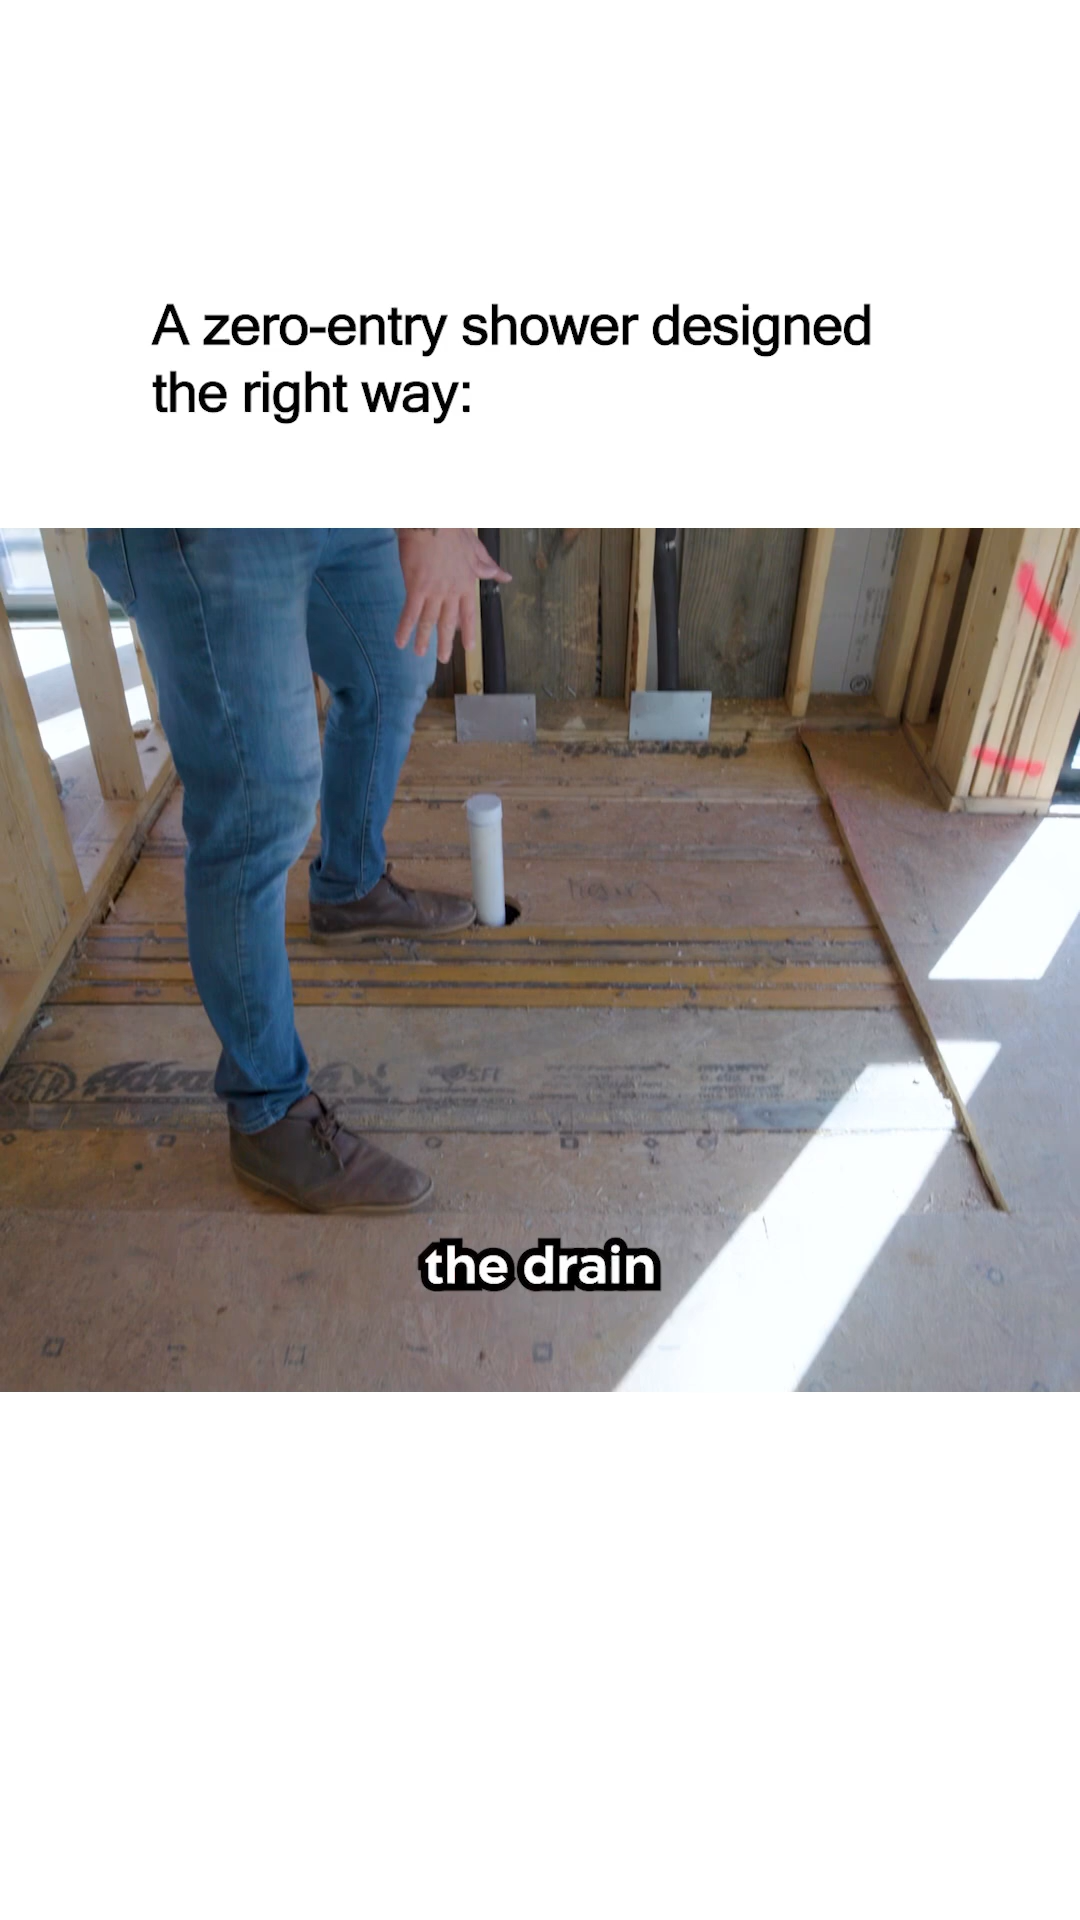 A zero-entry shower designed
the right way:
the drain